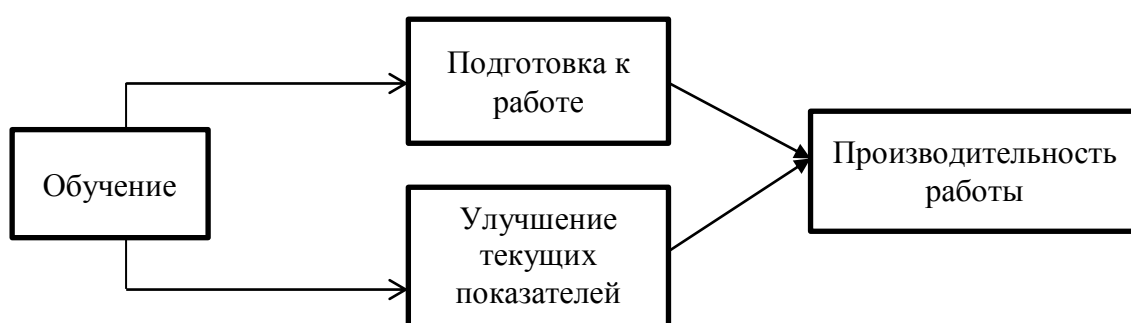 Обучение
Подготовка к
работе
Улучшение
текущих
показателей
Производительность
работы